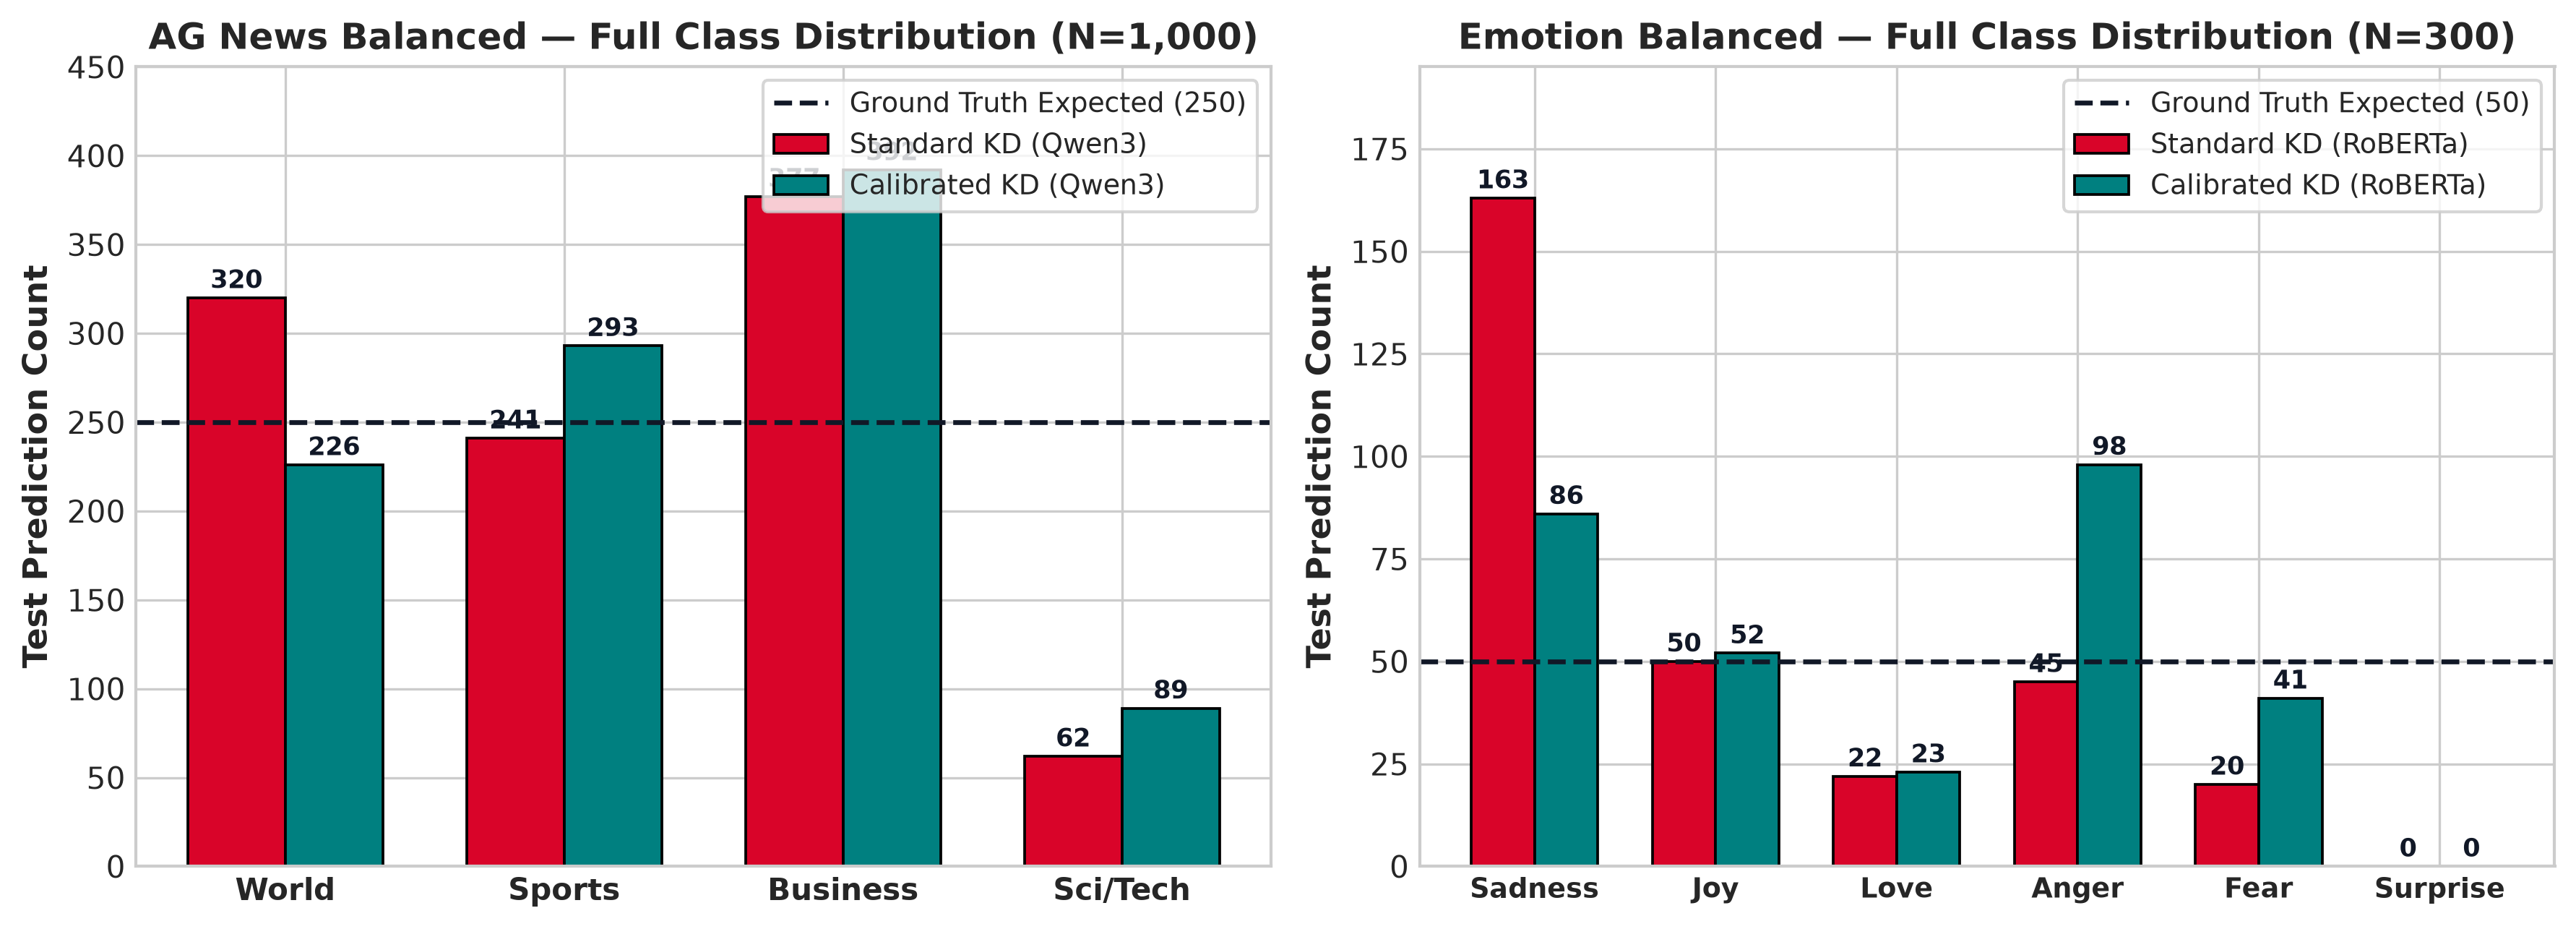 AG News Balanced — Full Class Distribution (N=1,000)
Test Prediction Count
450
400
350
300
250
200
150
100
50
0
Ground Truth Expected (250)
Standard KD (Qwen3)
Calibrated KD (Qwen3)
320
226
241
293
377
392
62
89
World
Sports
Business
Sci/Tech
Emotion Balanced — Full Class Distribution (N=300)
Test Prediction Count
175
150
125
100
75
50
25
0
Ground Truth Expected (50)
Standard KD (RoBERTa)
Calibrated KD (RoBERTa)
163
86
50
52
22
23
45
98
20
41
0
0
Sadness
Joy
Love
Anger
Fear
Surprise